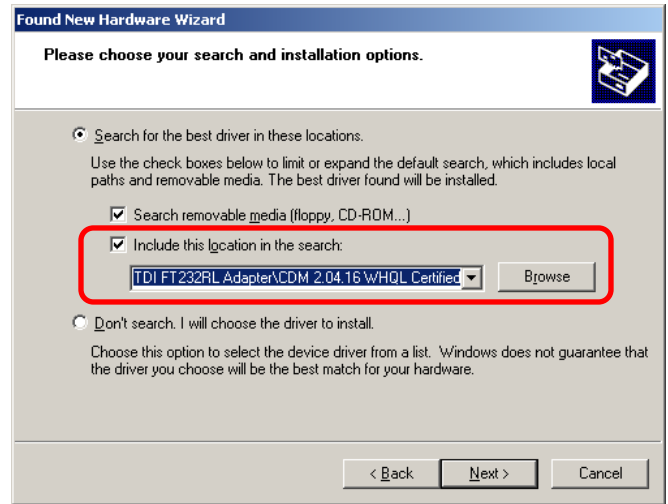 Found New Hardware Wizard
Please choose your search and installation options.
Search for the best driver in these locations.
Use the check boxes below to limit or expand the default search, which includes local
paths and removable media. The best driver found will be installed.
Search removable media (floppy, CD-ROM...)
Include this location in the search:
TDI FT232RL Adapter\CDM 2.04.16 WHQL Certified
Browse
Don't search. I will choose the driver to install.
Choose this option to select the device driver from a list. Windows does not guarantee that
the driver you choose will be the best match for your hardware.
< Back Next > Cancel